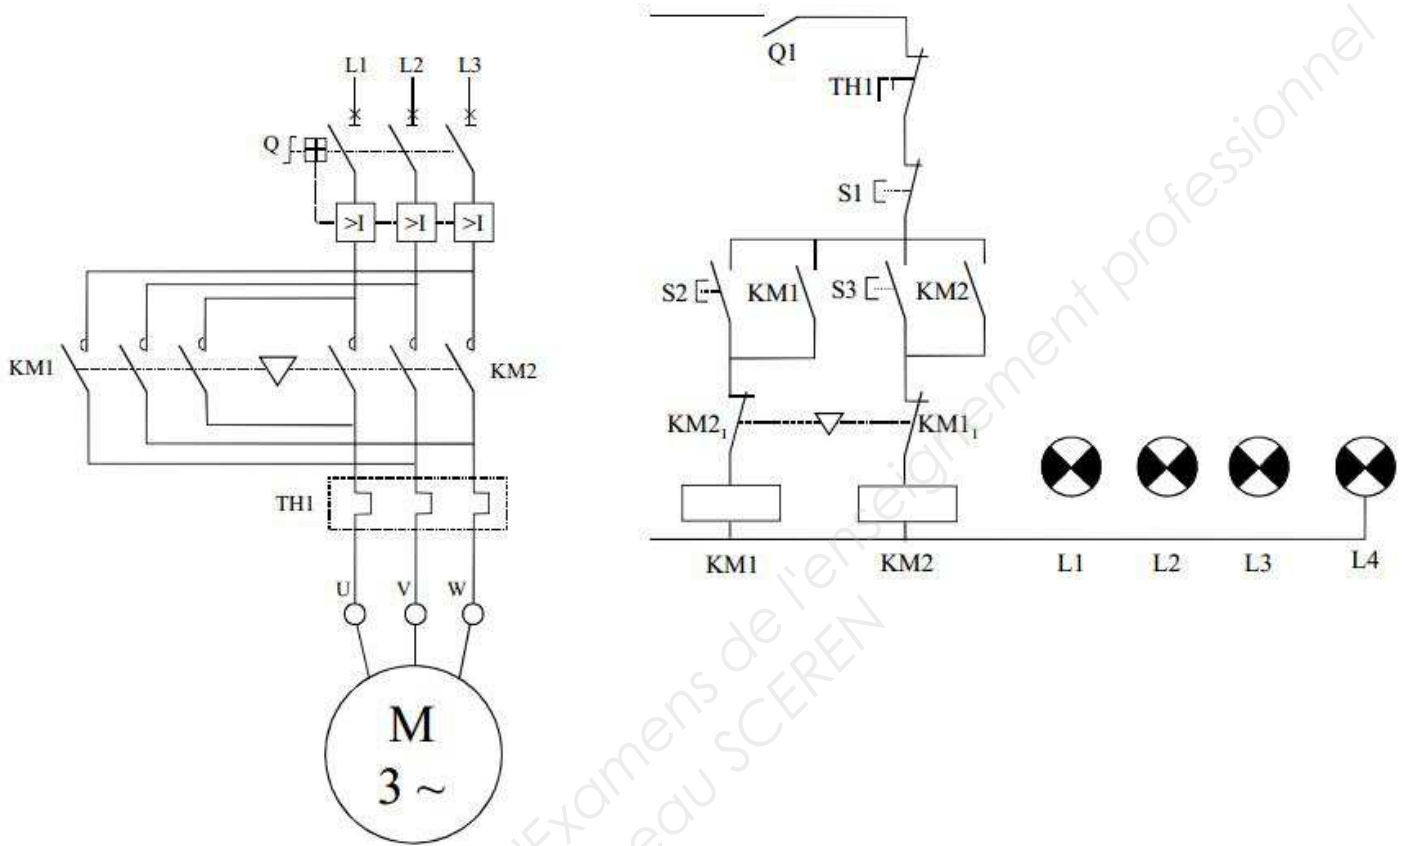 L1 L2 L3
Q
>I >I >I
KM1 KM2
TH1
U V W
M
3 ~
Q1
TH1
S1
S2 KM1 S3 KM2
KM2₁ KM1₁
KM1 KM2 L1 L2 L3 L4
'Examens de l'enseignement professionnel
eau SCEREN